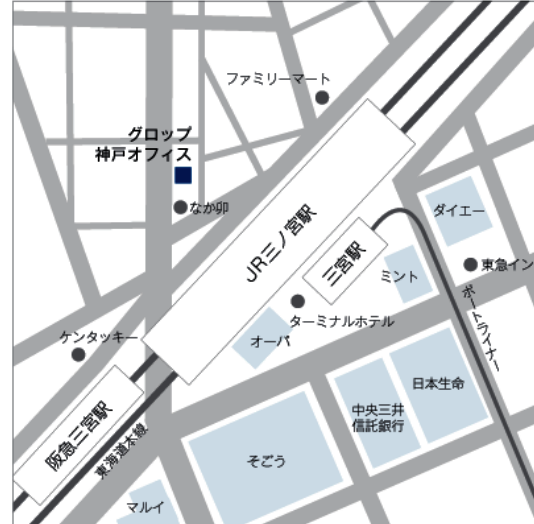 ファミリーマート
グロップ
神戸オフィス
なか卯
JR三ノ宮駅
ダイエー
三宮駅
東急イン
ミント
ターミナルホテル
ポートライナー
オーパ
ケンタッキー
日本生命
中央三井
信託銀行
阪急三宮駅
東海道本線
そごう
マルイ